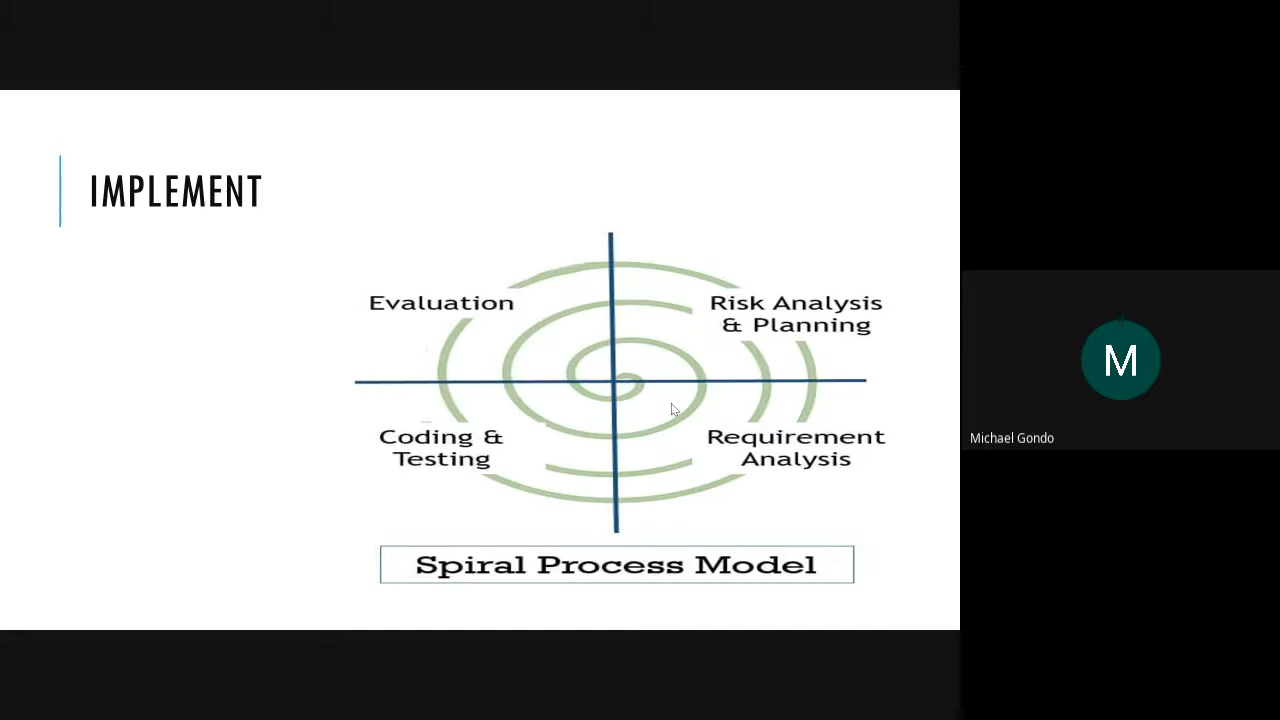 IMPLEMENT
Evaluation
Risk Analysis
& Planning
Coding &
Testing
Requirement
Analysis
Spiral Process Model
M
Michael Gondo